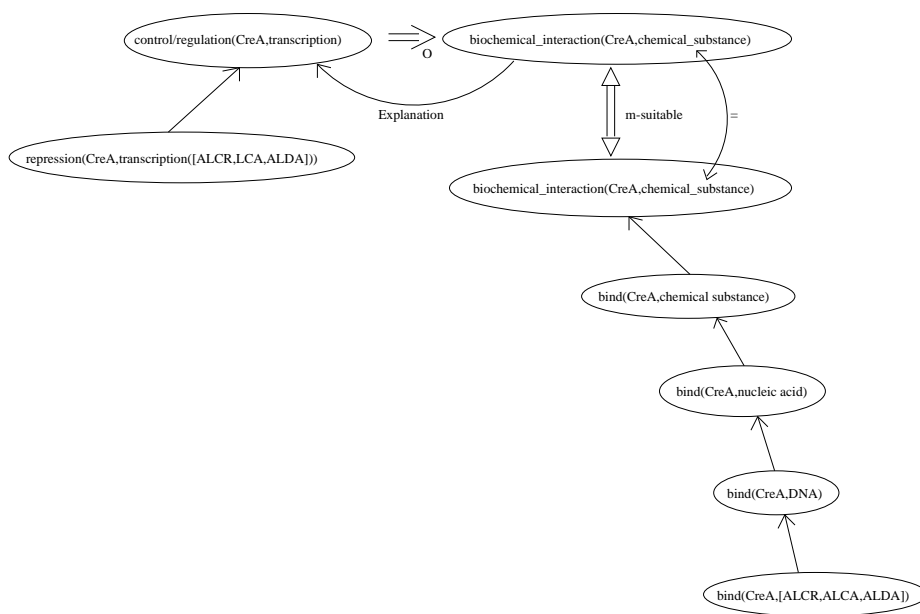 control/regulation(CreA,transcription)
O
biochemical_interaction(CreA,chemical_substance)
Explanation
m-suitable
=
repression(CreA,transcription([ALCR,LCA,ALDA]))
biochemical_interaction(CreA,chemical_substance)
bind(CreA,chemical substance)
bind(CreA,nucleic acid)
bind(CreA,DNA)
bind(CreA,[ALCR,ALCA,ALDA])